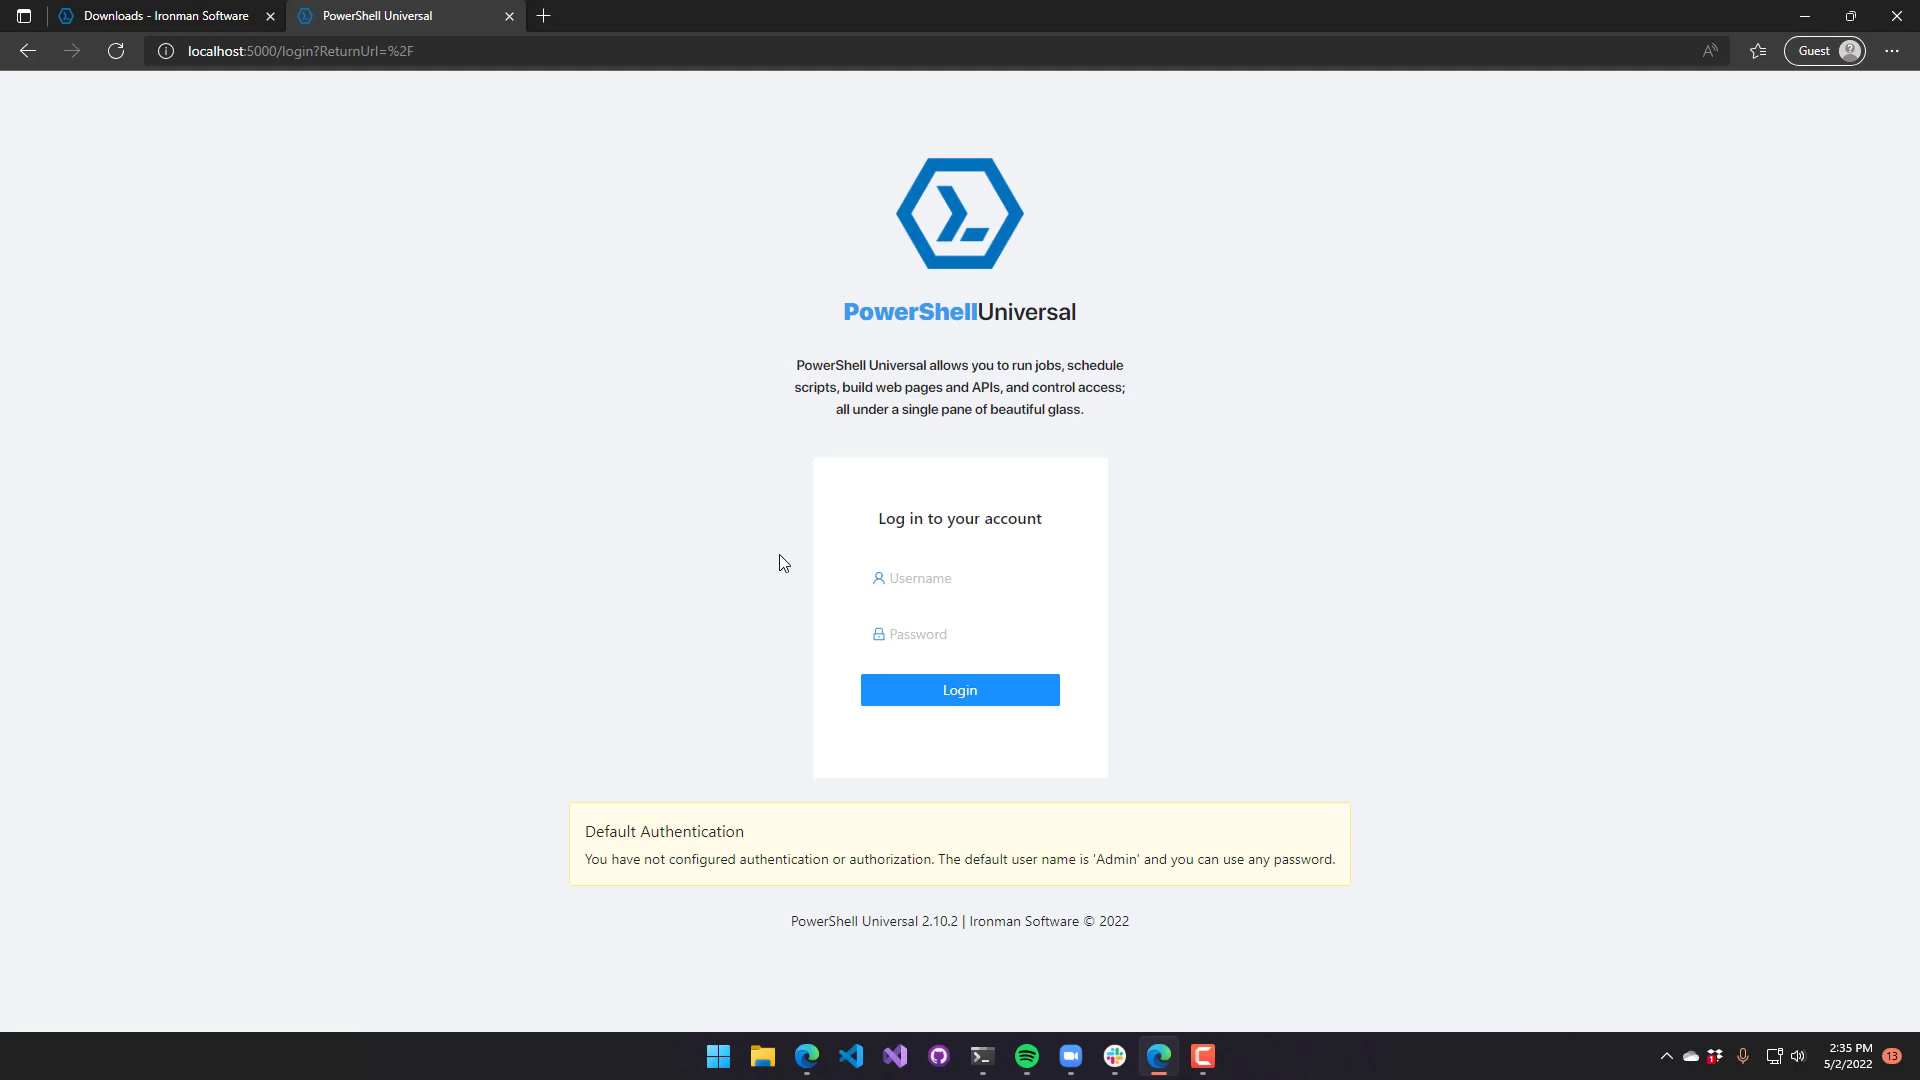 Downloads - Ironman Software
PowerShell Universal
localhost:5000/login?ReturnUrl=%2F
Guest
PowerShellUniversal
PowerShell Universal allows you to run jobs, schedule
scripts, build web pages and APIs, and control access;
all under a single pane of beautiful glass.
Log in to your account
Username
Password
Login
Default Authentication
You have not configured authentication or authorization. The default user name is 'Admin' and you can use any password.
PowerShell Universal 2.10.2 | Ironman Software © 2022
1
2:35 PM
5/2/2022
13